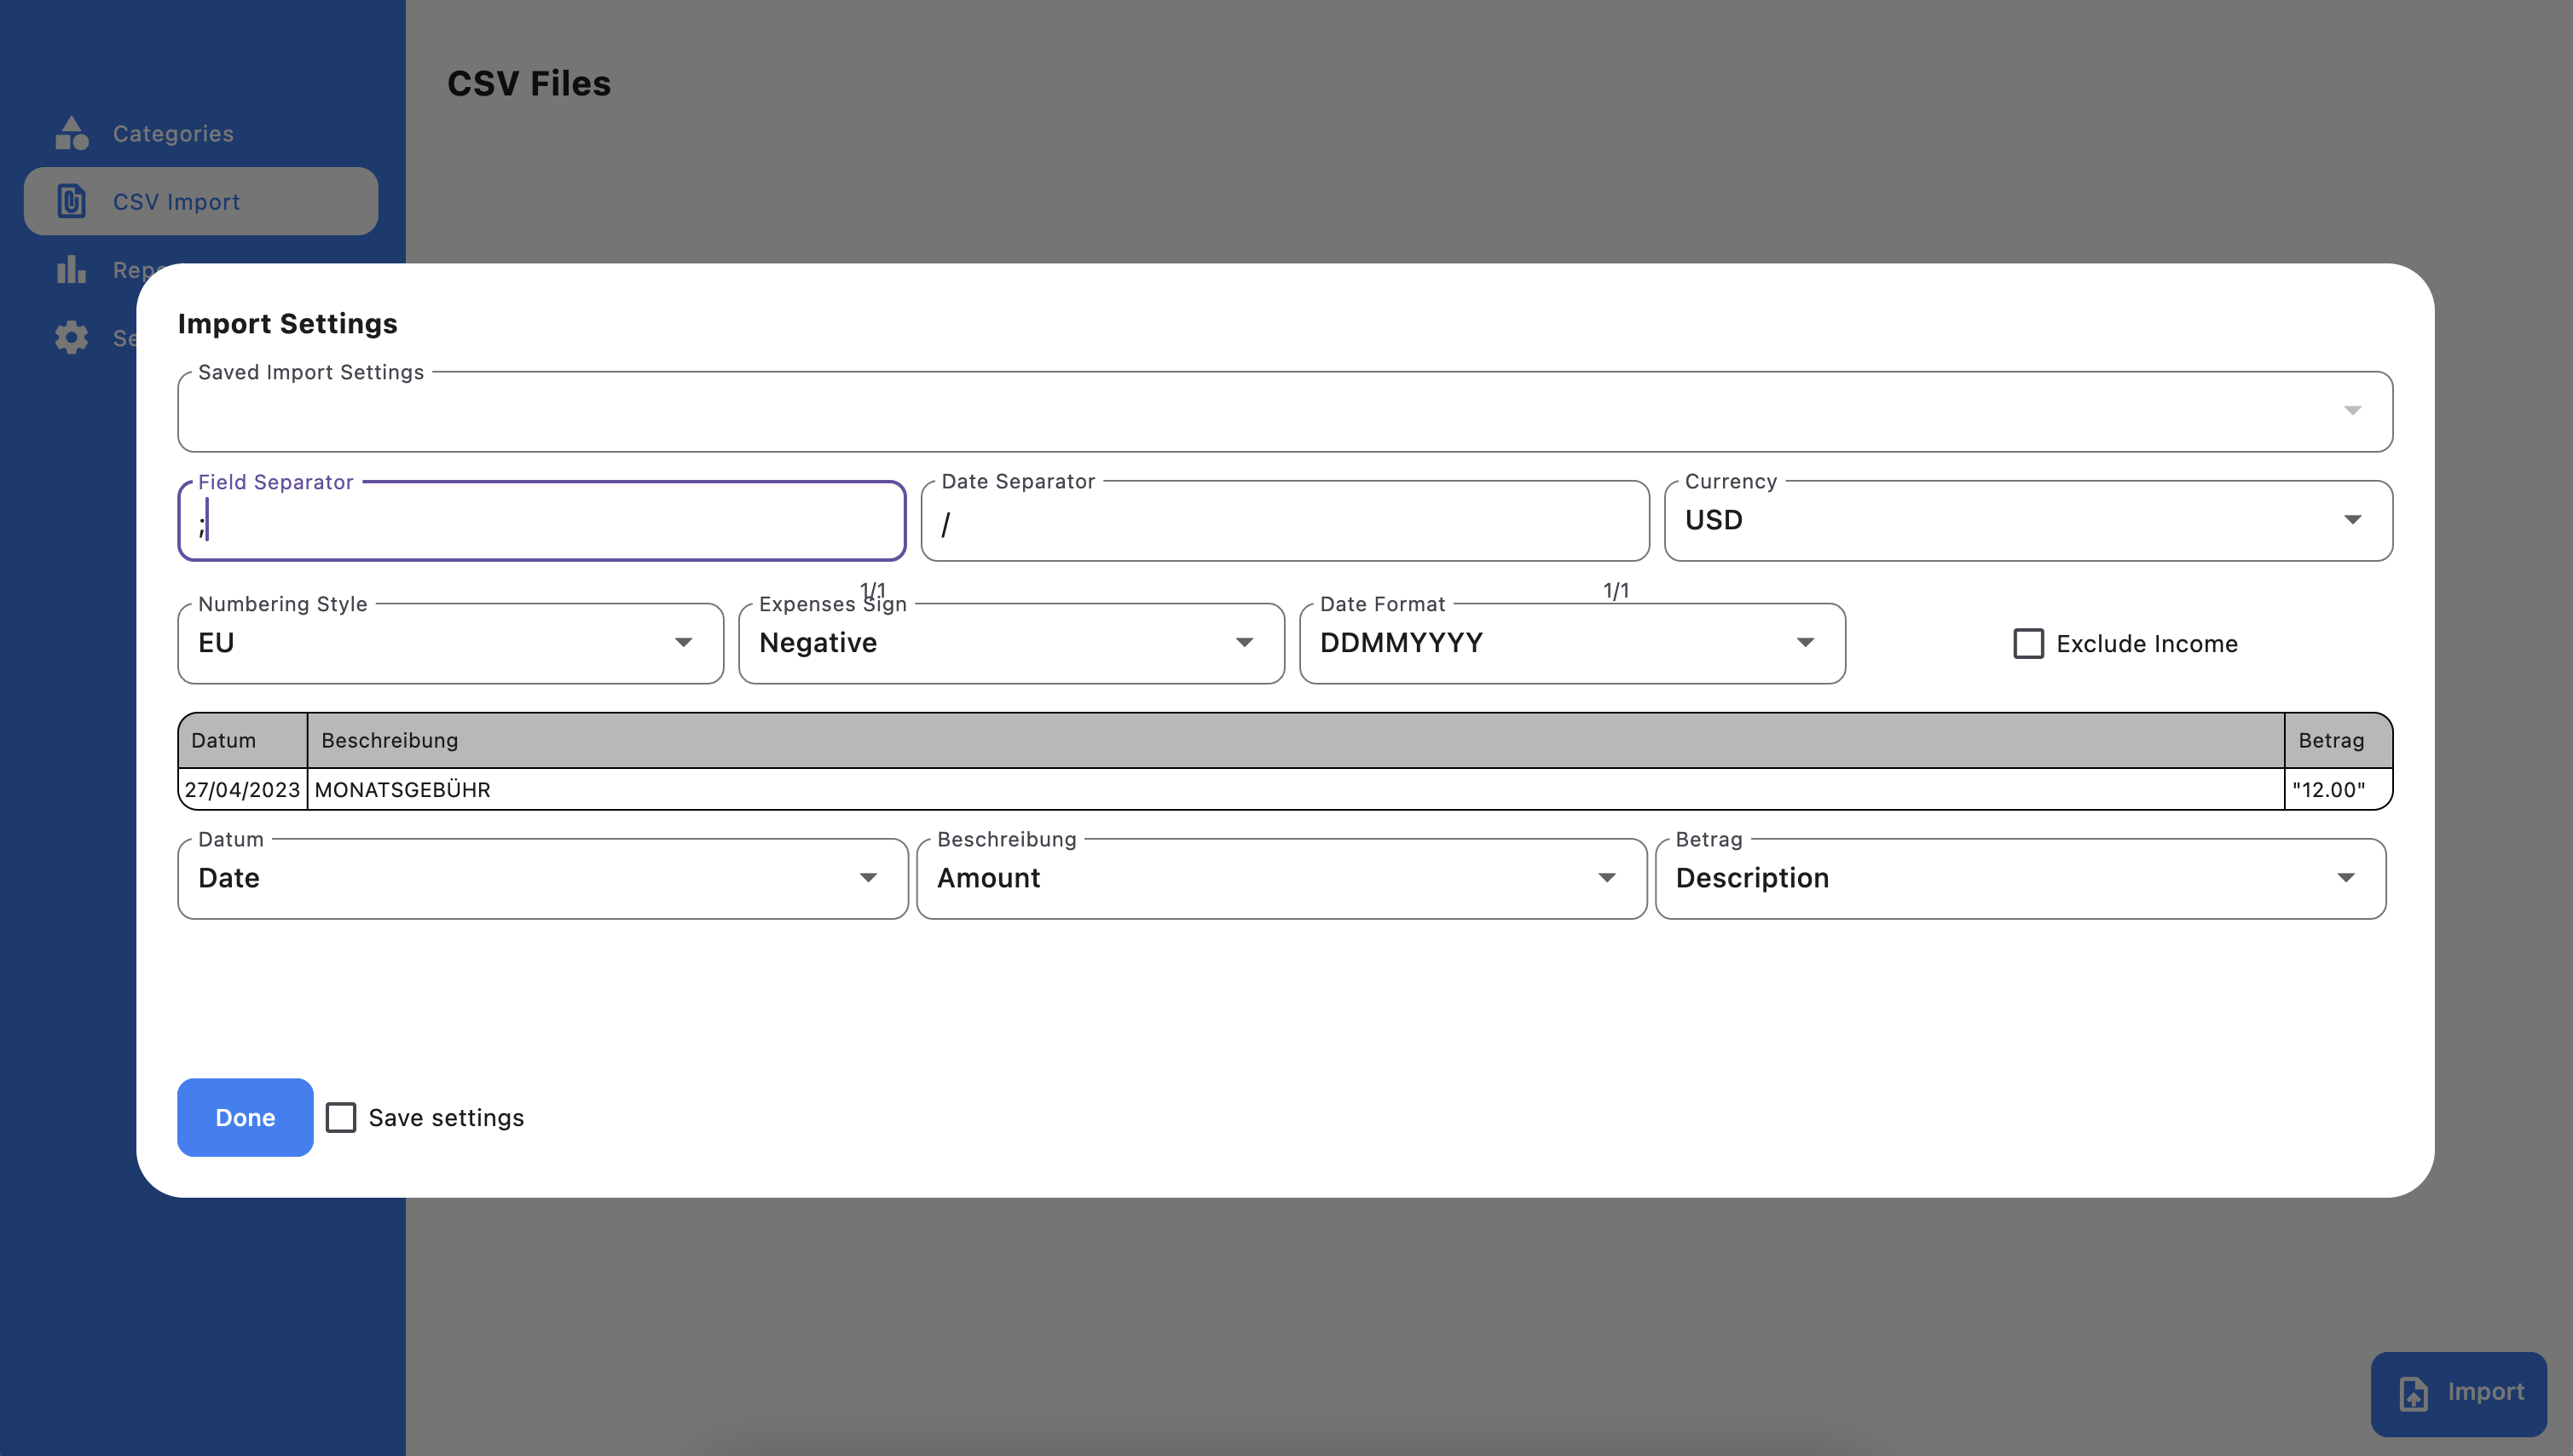 CSV Files
Categories
CSV Import
Import Settings
Saved Import Settings
Field Separator
;
1/1
Date Separator
/
1/1
Currency
USD
Numbering Style
EU
Expenses Sign
Negative
Date Format
DDMMYYYY
Exclude Income
Datum Beschreibung Betrag
27/04/2023 MONATSGEBÜHR "12.00"
Datum
Date
Beschreibung
Amount
Betrag
Description
Done
Save settings
Import